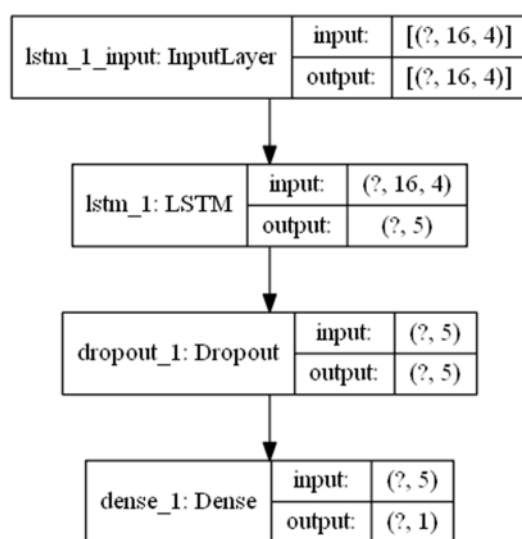 lstm_1_input: InputLayer
input:
[(?, 16, 4)]
output:
[(?, 16, 4)]
lstm_1: LSTM
input:
(?, 16, 4)
output:
(?, 5)
dropout_1: Dropout
input:
(?, 5)
output:
(?, 5)
dense_1: Dense
input:
(?, 5)
output:
(?, 1)